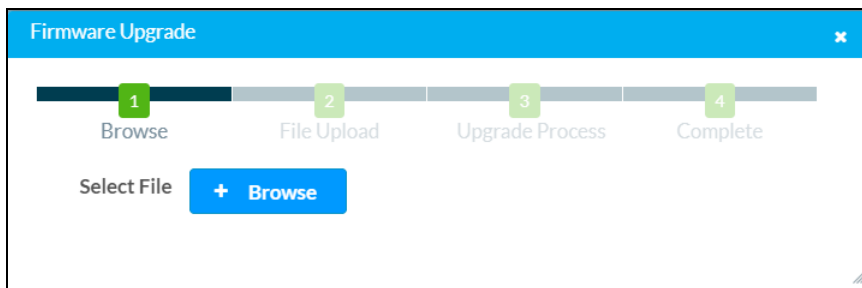 Firmware Upgrade ×
1 2 3 4
Browse File Upload Upgrade Process Complete
Select File + Browse